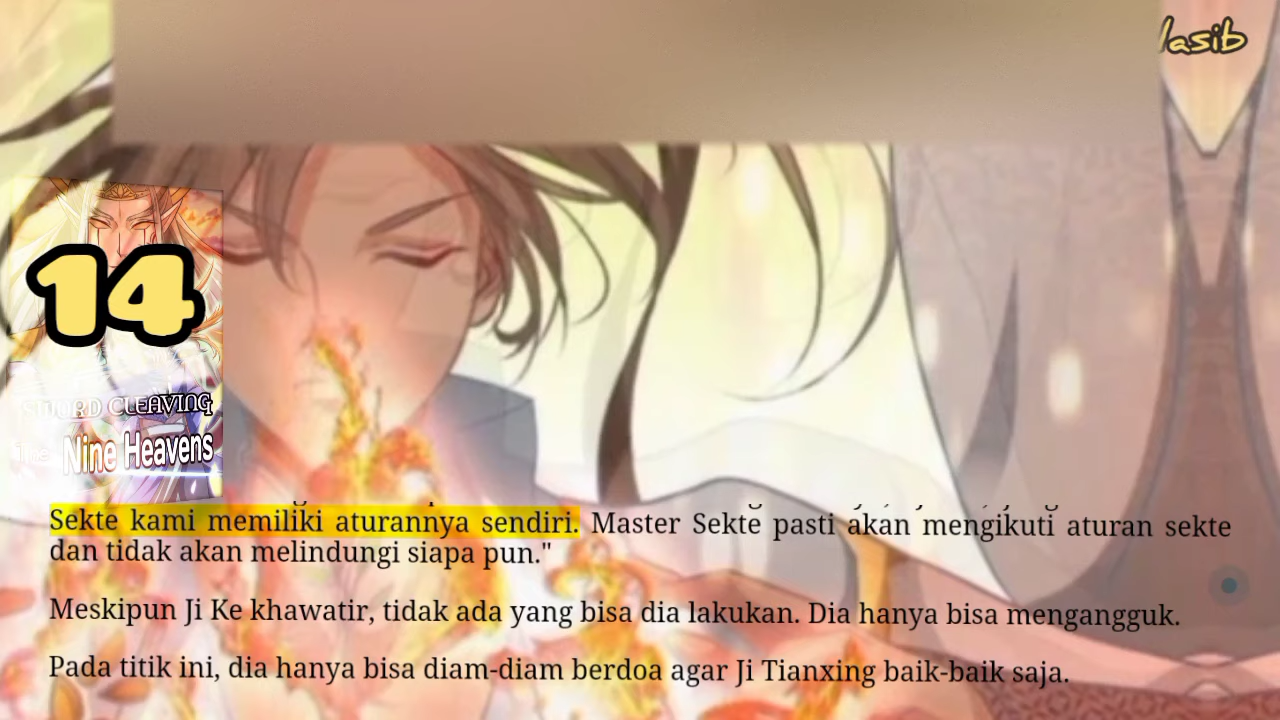 lasib
14
SWORD CLEAVING
The Nine Heavens
Sekte kami memiliki aturannya sendiri. Master Sekte pasti akan mengikuti aturan sekte
dan tidak akan melindungi siapa pun."
Meskipun Ji Ke khawatir, tidak ada yang bisa dia lakukan. Dia hanya bisa mengangguk.
Pada titik ini, dia hanya bisa diam-diam berdoa agar Ji Tianxing baik-baik saja.